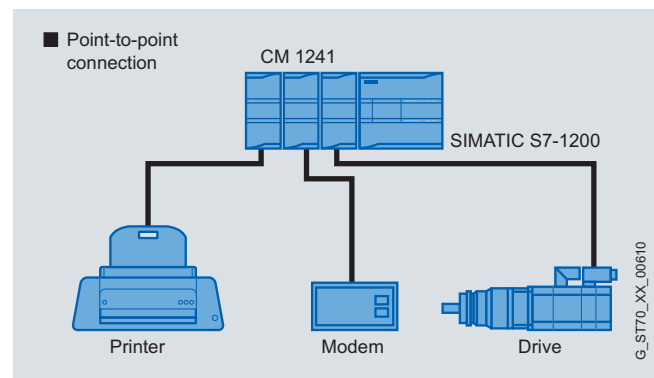 Point-to-point
connection
CM 1241
SIMATIC S7-1200
Printer
Modem
Drive
G_ST70_XX_00610